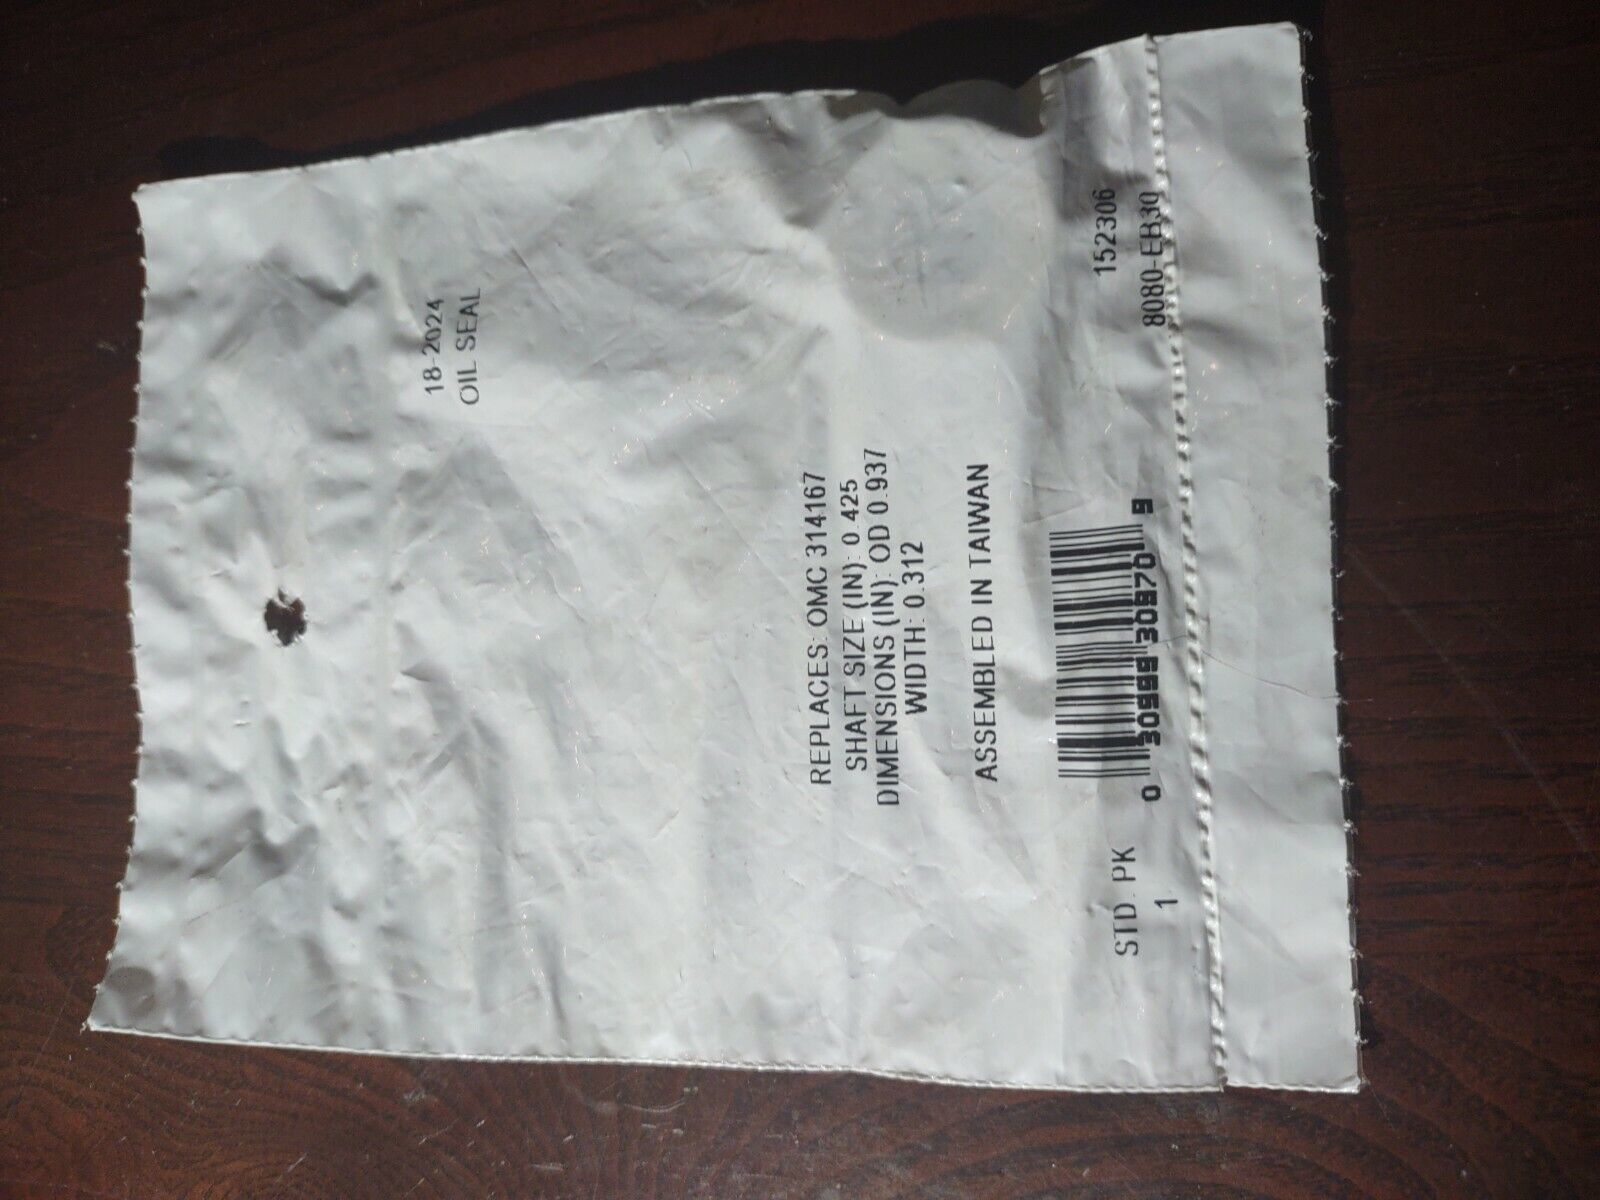 18-2024
OIL SEAL
REPLACES: OMC 314167
SHAFT SIZE (IN): 0.425
DIMENSIONS (IN): OD 0.937
WIDTH: 0.312
ASSEMBLED IN TAIWAN
STD. PK
1
0 30999 30870 9
152306
8080-EB30